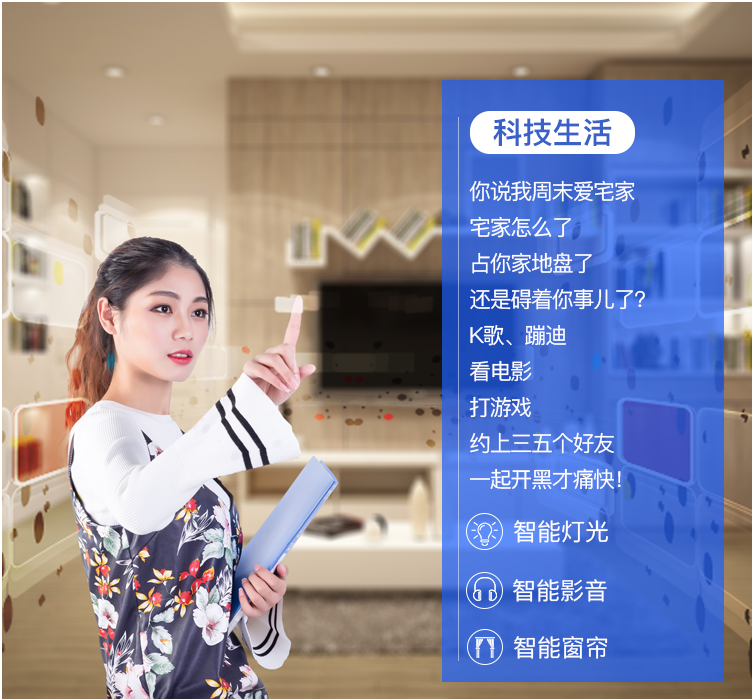 科技生活
你说我周末爱宅家
宅家怎么了
占你家地盘了
还是碍着你事儿了?
K歌、蹦迪
看电影
打游戏
约上三五个好友
一起开黑才痛快!
智能灯光
智能影音
智能窗帘